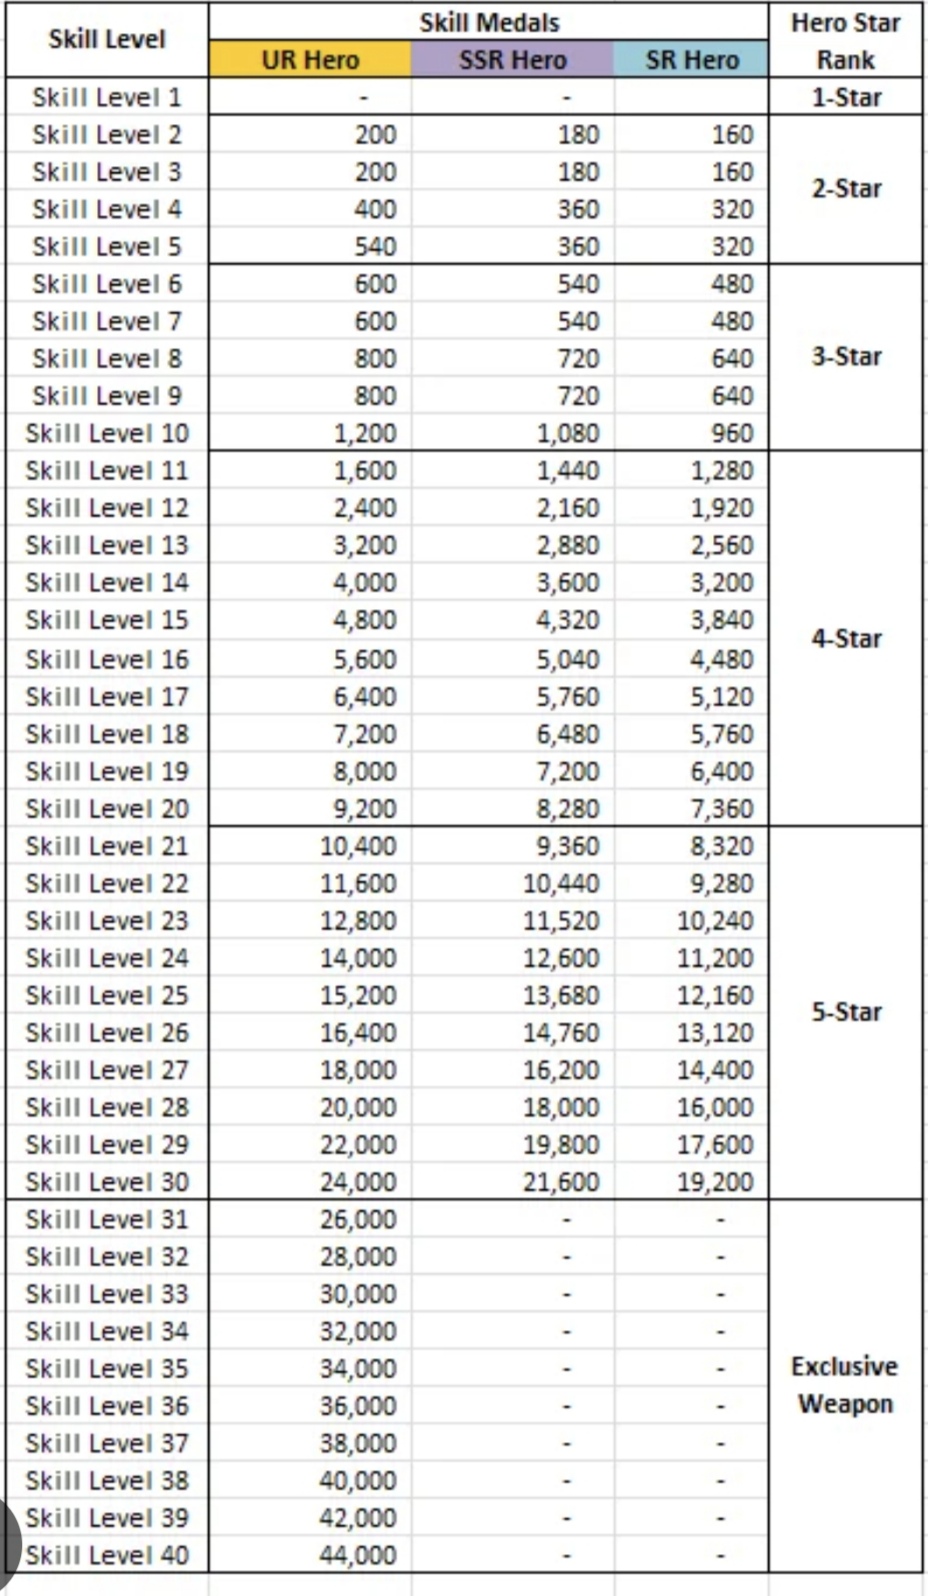 Skill Level Skill Medals Hero Star Rank
UR Hero SSR Hero SR Hero
Skill Level 1 - - 1-Star
Skill Level 2 200 180 160
Skill Level 3 200 180 160
2-Star
Skill Level 4 400 360 320
Skill Level 5 540 360 320
Skill Level 6 600 540 480
Skill Level 7 600 540 480
Skill Level 8 800 720 640 3-Star
Skill Level 9 800 720 640
Skill Level 10 1,200 1,080 960
Skill Level 11 1,600 1,440 1,280
Skill Level 12 2,400 2,160 1,920
Skill Level 13 3,200 2,880 2,560
Skill Level 14 4,000 3,600 3,200
Skill Level 15 4,800 4,320 3,840
4-Star
Skill Level 16 5,600 5,040 4,480
Skill Level 17 6,400 5,760 5,120
Skill Level 18 7,200 6,480 5,760
Skill Level 19 8,000 7,200 6,400
Skill Level 20 9,200 8,280 7,360
Skill Level 21 10,400 9,360 8,320
Skill Level 22 11,600 10,440 9,280
Skill Level 23 12,800 11,520 10,240
Skill Level 24 14,000 12,600 11,200
Skill Level 25 15,200 13,680 12,160
5-Star
Skill Level 26 16,400 14,760 13,120
Skill Level 27 18,000 16,200 14,400
Skill Level 28 20,000 18,000 16,000
Skill Level 29 22,000 19,800 17,600
Skill Level 30 24,000 21,600 19,200
Skill Level 31 26,000 - -
Skill Level 32 28,000 - -
Skill Level 33 30,000 - -
Skill Level 34 32,000 - -
Skill Level 35 34,000 - - Exclusive
Skill Level 36 36,000 - - Weapon
Skill Level 37 38,000 - -
Skill Level 38 40,000 - -
Skill Level 39 42,000 - -
Skill Level 40 44,000 - -